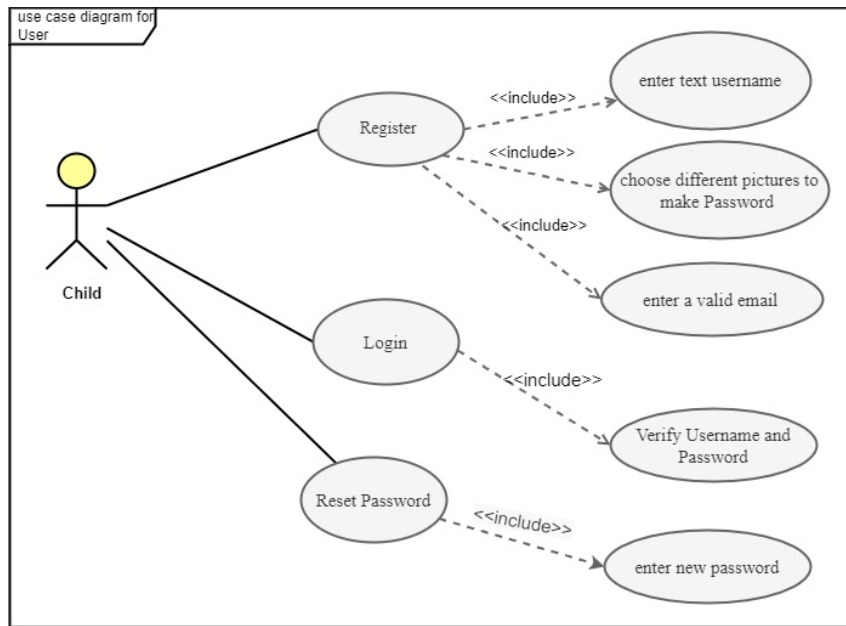 use case diagram for
User
enter text username
<<include>>
Register
<<include>>
choose different pictures to
make Password
<<include>>
Child
enter a valid email
Login
<<include>>
Verify Username and
Password
Reset Password
<<include>>
enter new password